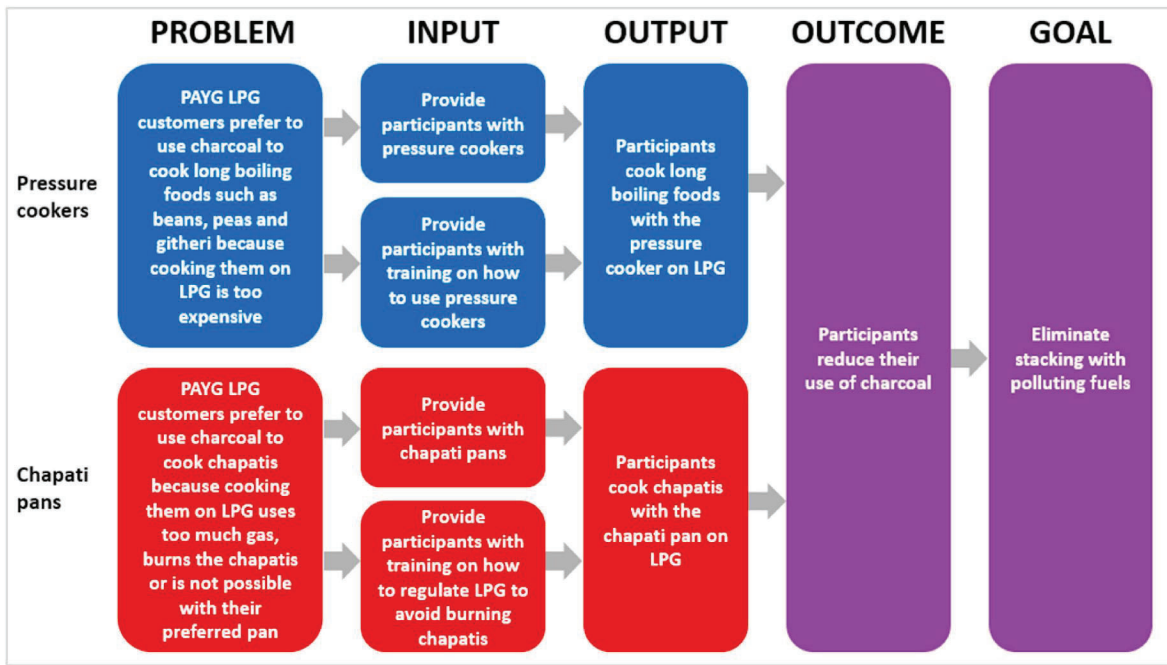 PROBLEM
INPUT
OUTPUT
OUTCOME
GOAL
Pressure
cookers
PAYG LPG
customers prefer to
use charcoal to
cook long boiling
foods such as
beans, peas and
githeri because
cooking them on
LPG is too
expensive
Provide
participants with
pressure cookers
Provide
participants with
training on how
to use pressure
cookers
Participants
cook long
boiling foods
with the
pressure
cooker on LPG
Chapati
pans
PAYG LPG
customers prefer to
use charcoal to
cook chapatis
because cooking
them on LPG uses
too much gas,
burns the chapatis
or is not possible
with their
preferred pan
Provide
participants with
chapati pans
Provide
participants with
training on how
to regulate LPG to
avoid burning
chapatis
Participants
cook chapatis
with the
chapati pan on
LPG
Participants
reduce their
use of charcoal
Eliminate
stacking with
polluting fuels